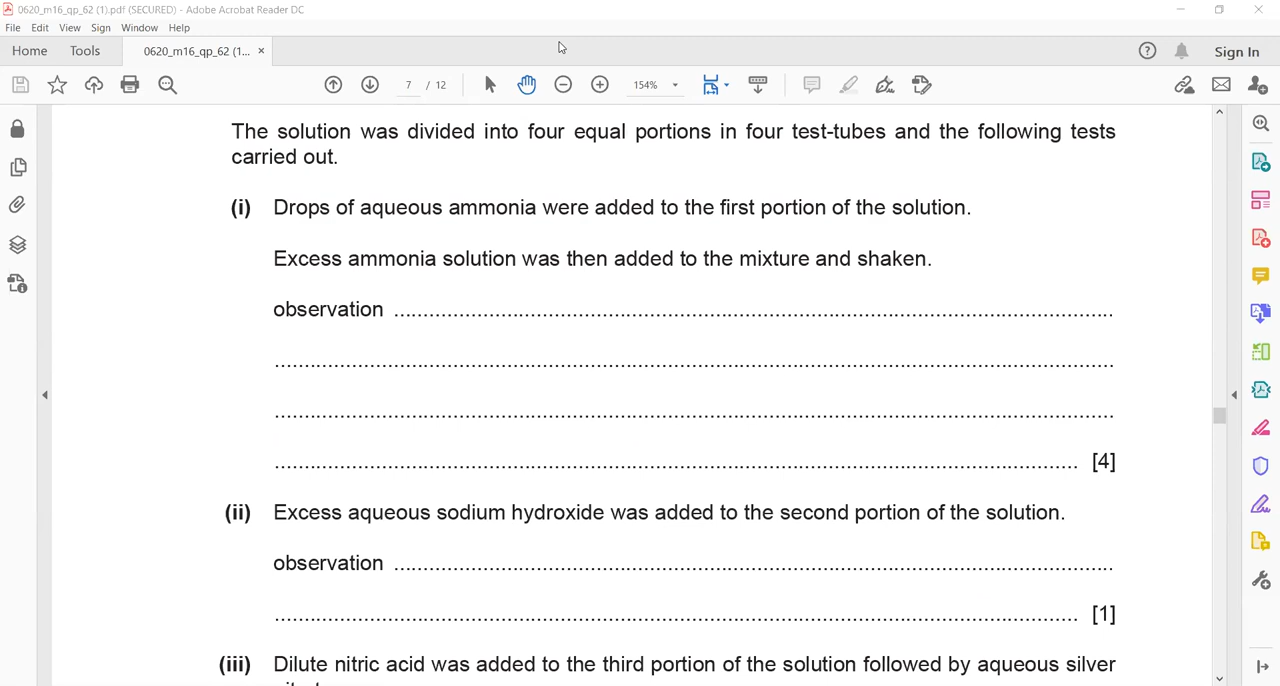 0620_m16_qp_62 (1).pdf (SECURED) - Adobe Acrobat Reader DC
File Edit View Sign Window Help
Home Tools 0620_m16_qp_62 (1... × Sign In
7 / 12 154%
The solution was divided into four equal portions in four test-tubes and the following tests
carried out.
(i) Drops of aqueous ammonia were added to the first portion of the solution.
Excess ammonia solution was then added to the mixture and shaken.
observation ..........................................................................................................................
................................................................................................................................................
................................................................................................................................................
.......................................................................................................................................... [4]
(ii) Excess aqueous sodium hydroxide was added to the second portion of the solution.
observation ..........................................................................................................................
.......................................................................................................................................... [1]
(iii) Dilute nitric acid was added to the third portion of the solution followed by aqueous silver